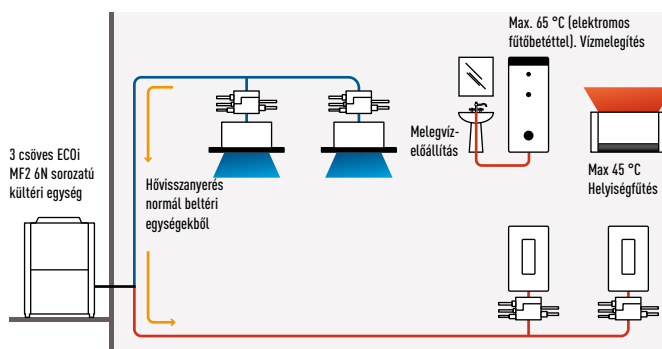 3 csöves ECOi
MF2 6N sorozatú
kültéri egység
Hővisszanyerés
normál beltéri
egységekből
Melegvíz-
előállítás
Max. 65 °C (elektromos
fűtőbetéttel). Vízmelegítés
Max 45 °C
Helyiségfűtés